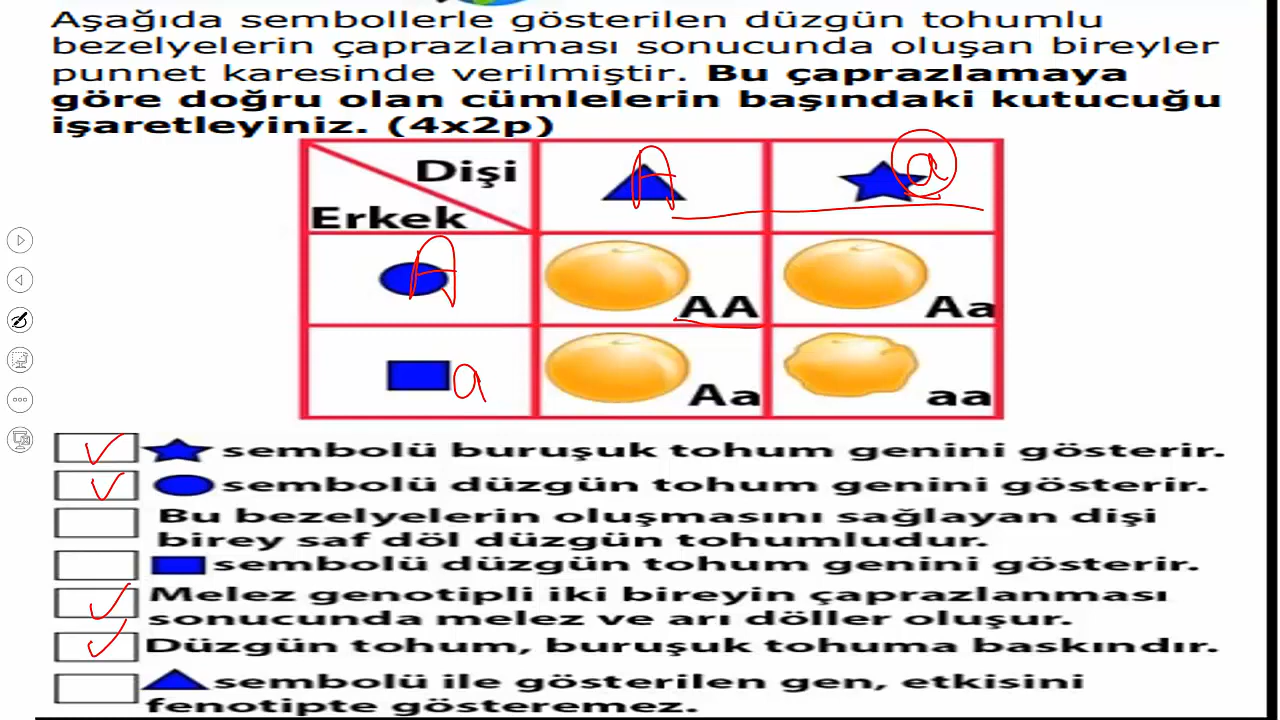 Aşağıda sembollerle gösterilen düzgün tohumlu
bezelyelerin çaprazlaması sonucunda oluşan bireyler
punnet karesinde verilmiştir. Bu çaprazlamaya
göre doğru olan cümlelerin başındaki kutucuğu
işaretleyiniz. (4x2p)
Dişi
Erkek
A
a
A
AA
Aa
a
Aa
aa
sembolü buruşuk tohum genini gösterir.
sembolü düzgün tohum genini gösterir.
Bu bezelyelerin oluşmasını sağlayan dişi
birey saf döl düzgün tohumludur.
sembolü düzgün tohum genini gösterir.
Melez genotipli iki bireyin çaprazlanması
sonucunda melez ve arı döller oluşur.
Düzgün tohum, buruşuk tohuma baskındır.
sembolü ile gösterilen gen, etkisini
fenotipte gösteremez.